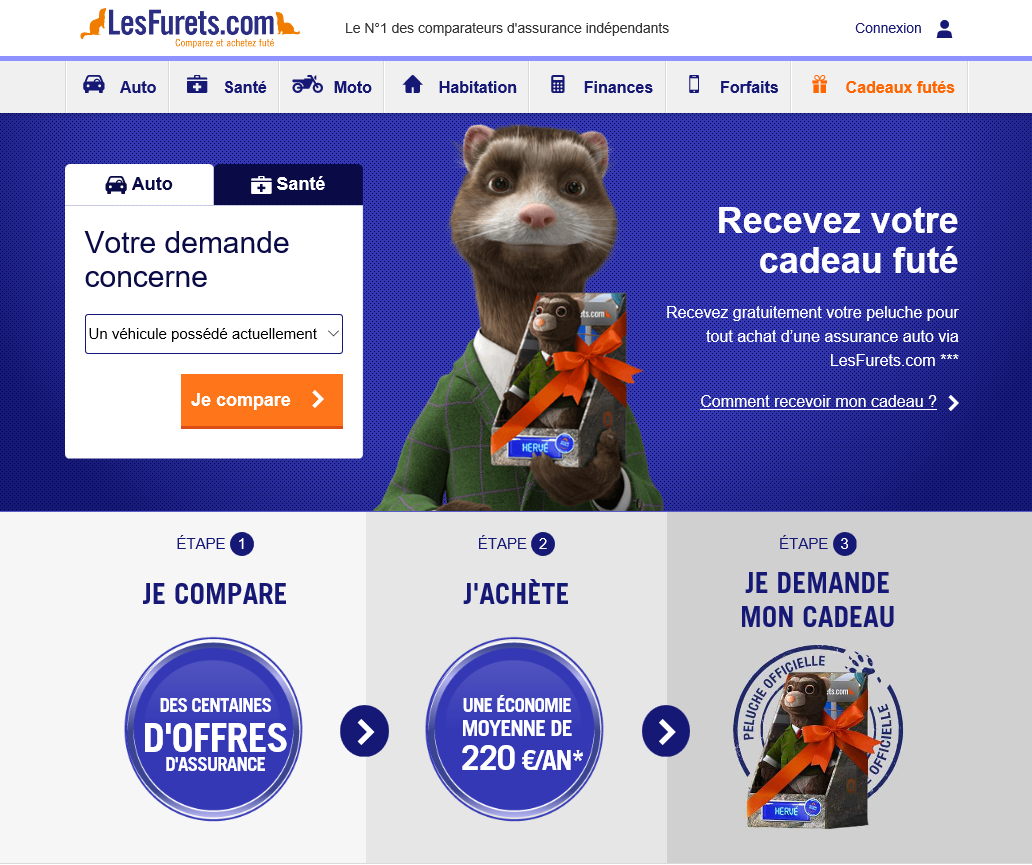 LesFurets.com
Comparez et achetez futé
Le N°1 des comparateurs d'assurance indépendants
Connexion
Auto
Santé
Moto
Habitation
Finances
Forfaits
Cadeaux futés
Auto
Santé
Votre demande
concerne
Un véhicule possédé actuellement
Je compare
ts.com
HERVÉ
Recevez votre
cadeau futé
Recevez gratuitement votre peluche pour
tout achat d'une assurance auto via
LesFurets.com ***
Comment recevoir mon cadeau ?
ÉTAPE 1
JE COMPARE
DES CENTAINES
D'OFFRES
D'ASSURANCE
ÉTAPE 2
J'ACHÈTE
UNE ÉCONOMIE
MOYENNE DE
220 €/AN*
ÉTAPE 3
JE DEMANDE
MON CADEAU
PELUCHE OFFICIELLE
OFFICIELLE
HERVÉ